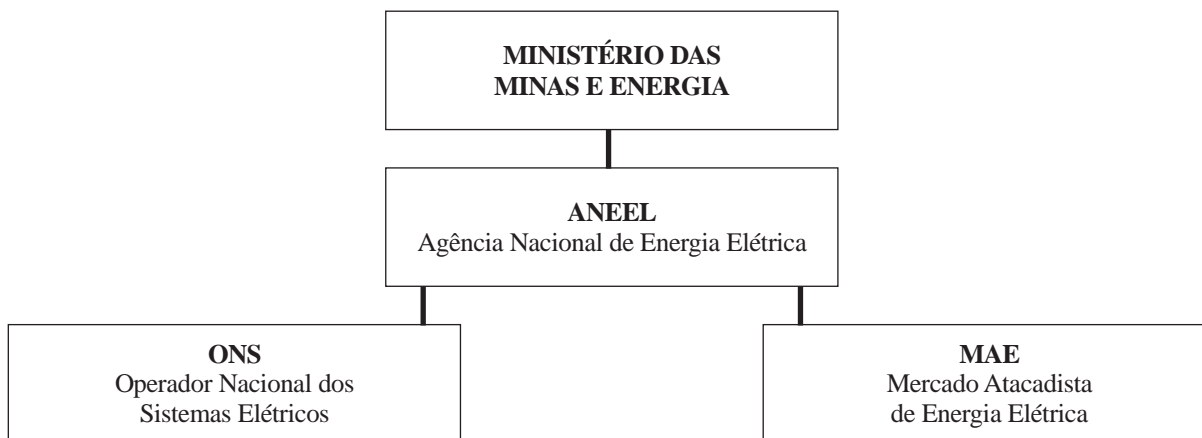 MINISTÉRIO DAS
MINAS E ENERGIA
ANEEL
Agência Nacional de Energia Elétrica
ONS
Operador Nacional dos
Sistemas Elétricos
MAE
Mercado Atacadista
de Energia Elétrica